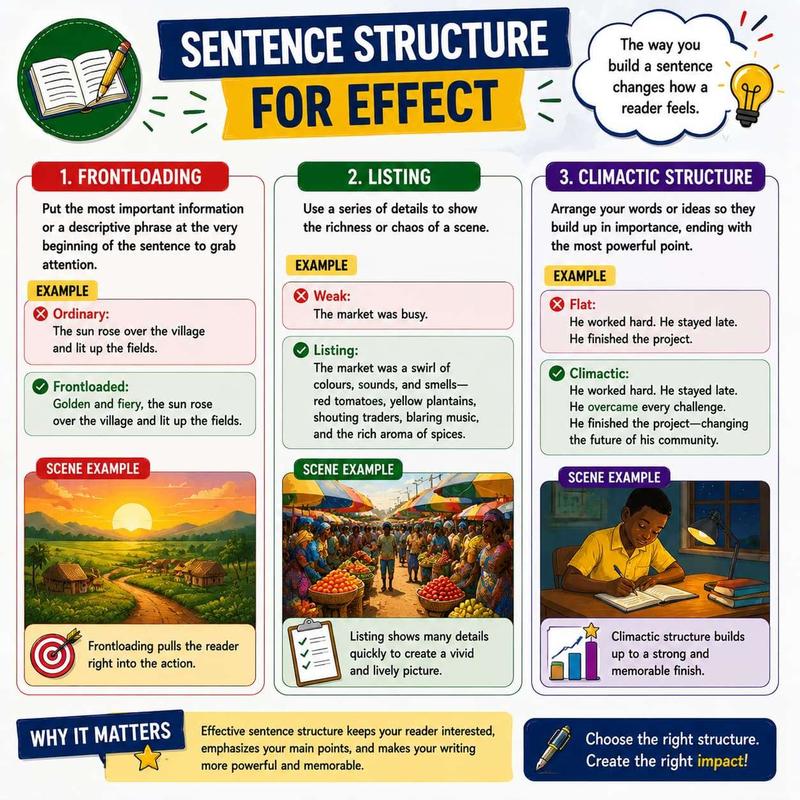 SENTENCE STRUCTURE
FOR EFFECT
The way you
build a sentence
changes how a
reader feels.
1. FRONTLOADING
Put the most important information
or a descriptive phrase at the very
beginning of the sentence to grab
attention.
EXAMPLE
Ordinary:
The sun rose over the village
and lit up the fields.
Frontloaded:
Golden and fiery, the sun rose
over the village and lit up the fields.
SCENE EXAMPLE
Frontloading pulls the reader
right into the action.
2. LISTING
Use a series of details to show
the richness or chaos of a scene.
EXAMPLE
Weak:
The market was busy.
Listing:
The market was a swirl of
colours, sounds, and smells—
red tomatoes, yellow plantains,
shouting traders, blaring music,
and the rich aroma of spices.
SCENE EXAMPLE
Listing shows many details
quickly to create a vivid
and lively picture.
3. CLIMACTIC STRUCTURE
Arrange your words or ideas so they
build up in importance, ending with
the most powerful point.
EXAMPLE
Flat:
He worked hard. He stayed late.
He finished the project.
Climactic:
He worked hard. He stayed late.
He overcame every challenge.
He finished the project—changing
the future of his community.
SCENE EXAMPLE
Climactic structure builds
up to a strong and
memorable finish.
WHY IT MATTERS
Effective sentence structure keeps your reader interested,
emphasizes your main points, and makes your writing
more powerful and memorable.
Choose the right structure.
Create the right impact!